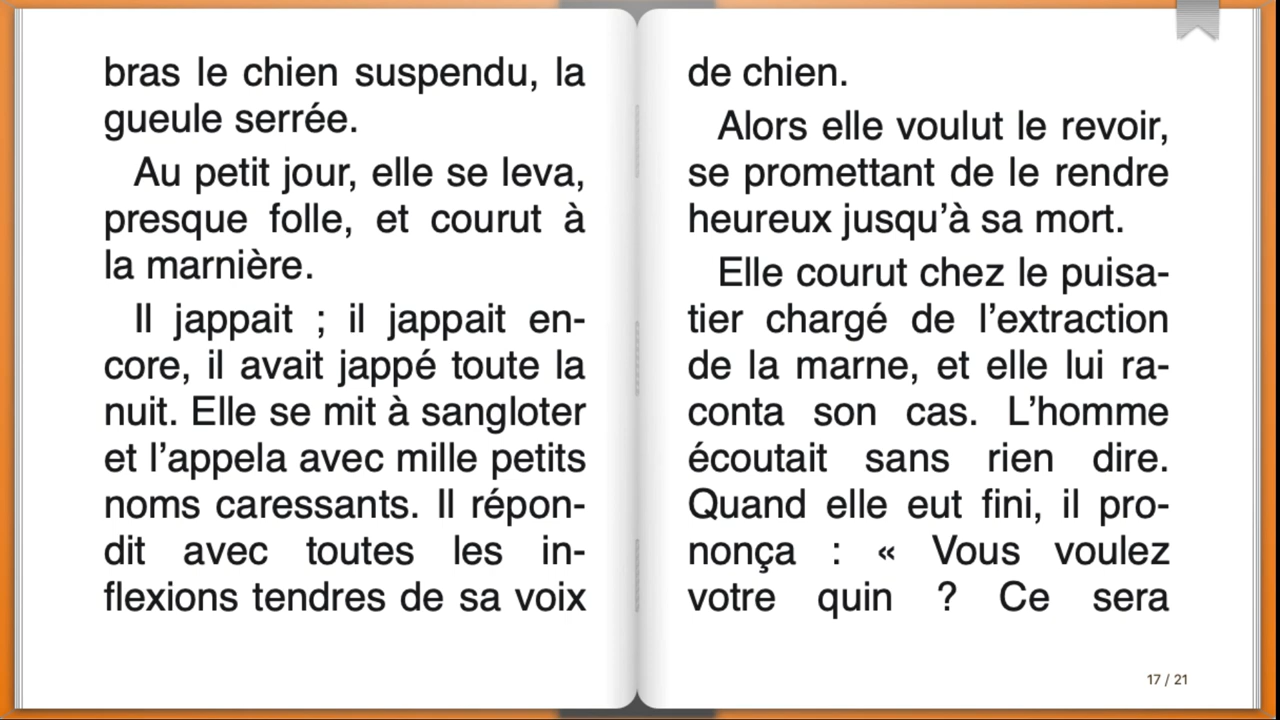 bras le chien suspendu, la
gueule serrée.
Au petit jour, elle se leva,
presque folle, et courut à
la marnière.
Il jappait ; il jappait en-
core, il avait jappé toute la
nuit. Elle se mit à sangloter
et l’appela avec mille petits
noms caressants. Il répon-
dit avec toutes les in-
flexions tendres de sa voix
de chien.
Alors elle voulut le revoir,
se promettant de le rendre
heureux jusqu’à sa mort.
Elle courut chez le puisa-
tier chargé de l’extraction
de la marne, et elle lui ra-
conta son cas. L’homme
écoutait sans rien dire.
Quand elle eut fini, il pro-
nonça : « Vous voulez
votre quin ? Ce sera
17 / 21